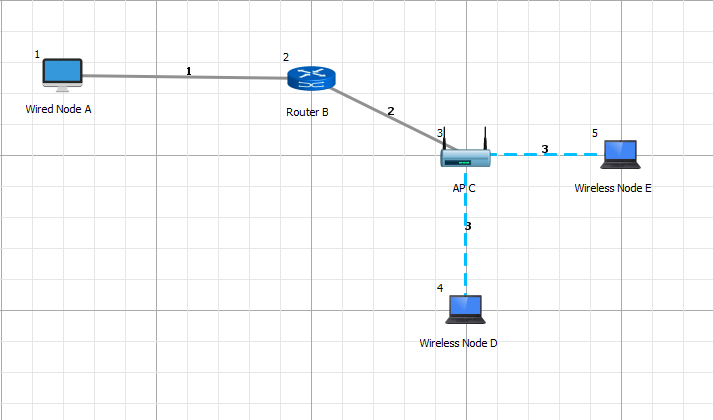 1
Wired Node A
1
2
Router B
2
3
AP C
3
5
Wireless Node E
3
4
Wireless Node D